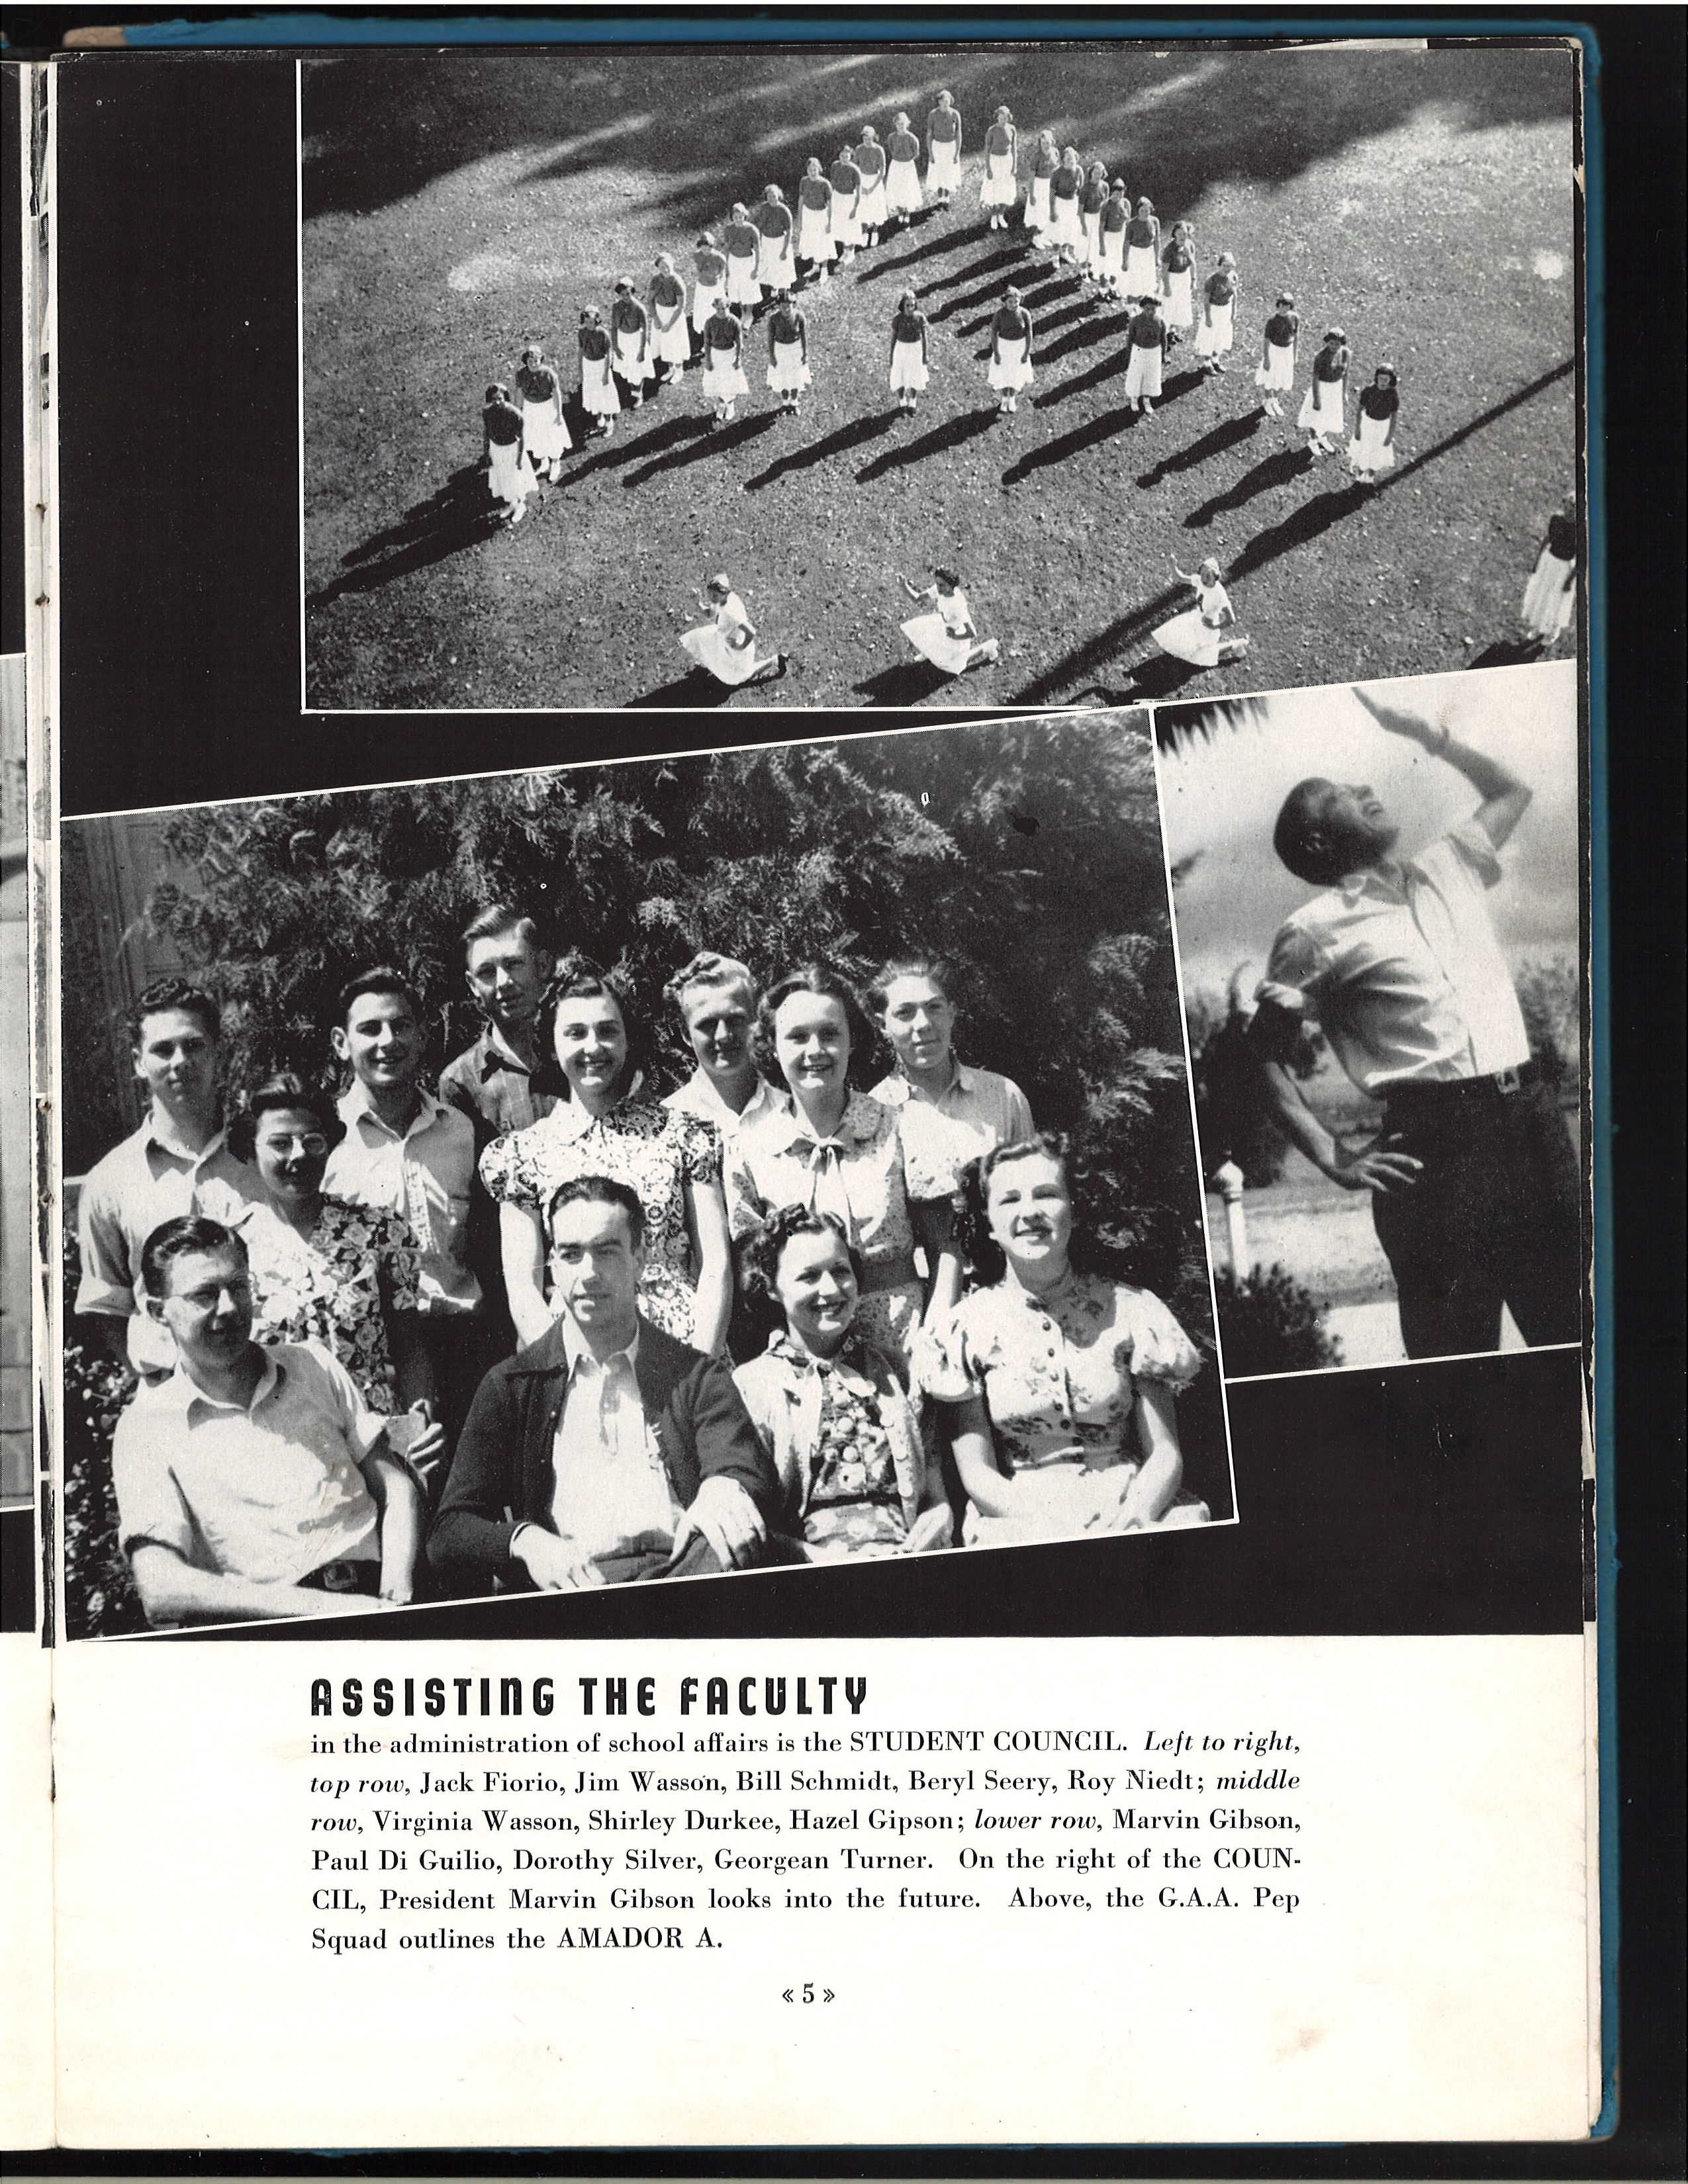 ASSISTING THE FACULTY
in the administration of school affairs is the STUDENT COUNCIL. Left to right,
top row, Jack Fiorio, Jim Wasson, Bill Schmidt, Beryl Seery, Roy Niedt; middle
row, Virginia Wasson, Shirley Durkee, Hazel Gipson; lower row, Marvin Gibson,
Paul Di Guilio, Dorothy Silver, Georgean Turner. On the right of the COUN-
CIL, President Marvin Gibson looks into the future. Above, the G.A.A. Pep
Squad outlines the AMADOR A.
« 5 »